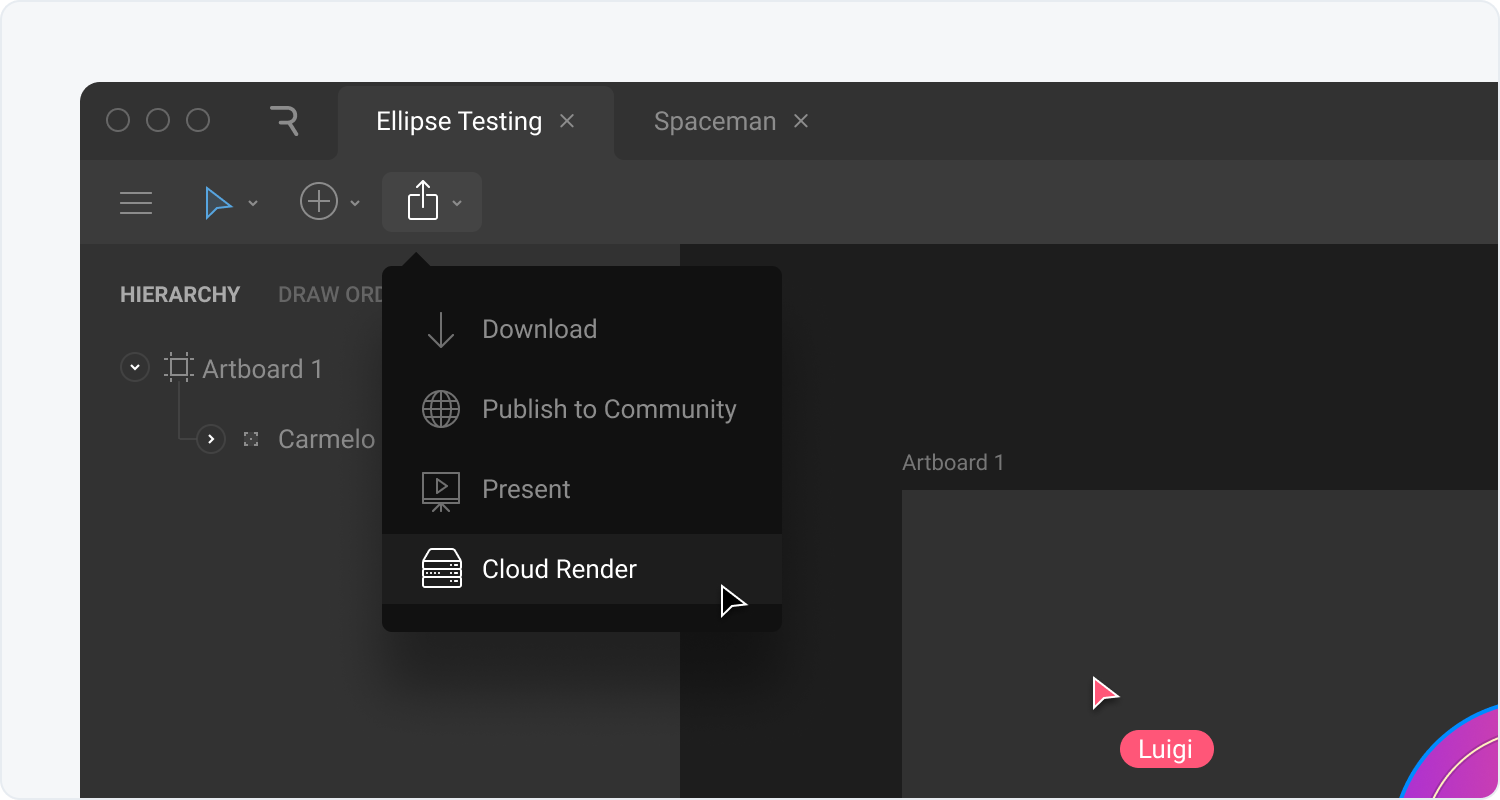 Ellipse Testing
Spaceman
HIERARCHY
DRAW ORD
Download
Artboard 1
Publish to Community
Carmelo
Artboard 1
Present
Cloud Render
Luigi